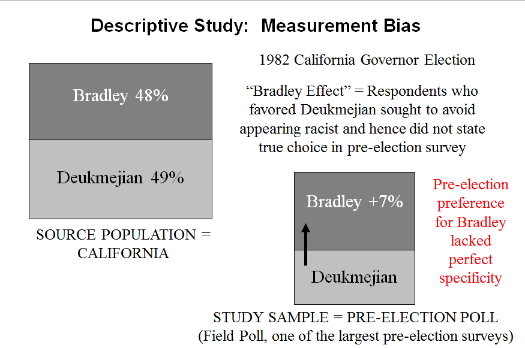 Descriptive Study: Measurement Bias
1982 California Governor Election
Bradley 48%
Deukmejian 49%
SOURCE POPULATION =
CALIFORNIA
“Bradley Effect” = Respondents who
favored Deukmejian sought to avoid
appearing racist and hence did not state
true choice in pre-election survey
Bradley +7%
Deukmejian
Pre-election
preference
for Bradley
lacked
perfect
specificity
STUDY SAMPLE = PRE-ELECTION POLL
(Field Poll, one of the largest pre-election surveys)